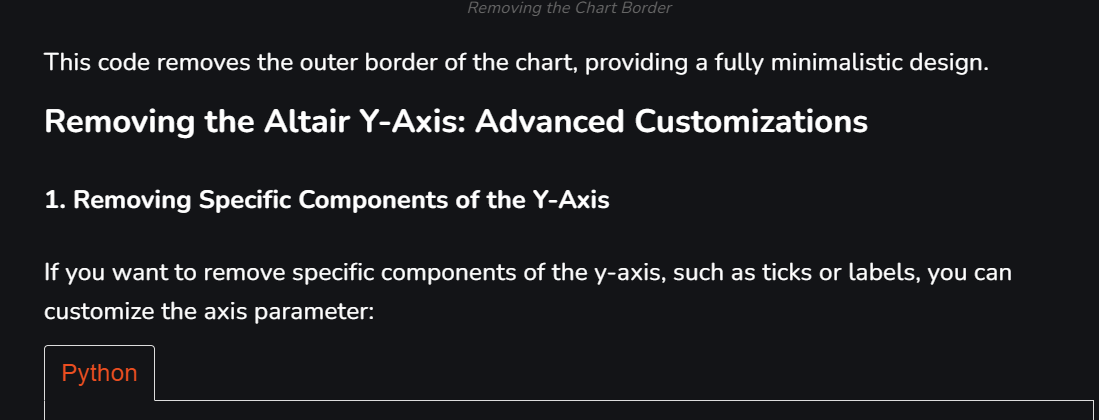 Removing the Chart Border
This code removes the outer border of the chart, providing a fully minimalistic design.
Removing the Altair Y-Axis: Advanced Customizations
1. Removing Specific Components of the Y-Axis
If you want to remove specific components of the y-axis, such as ticks or labels, you can
customize the axis parameter:
Python